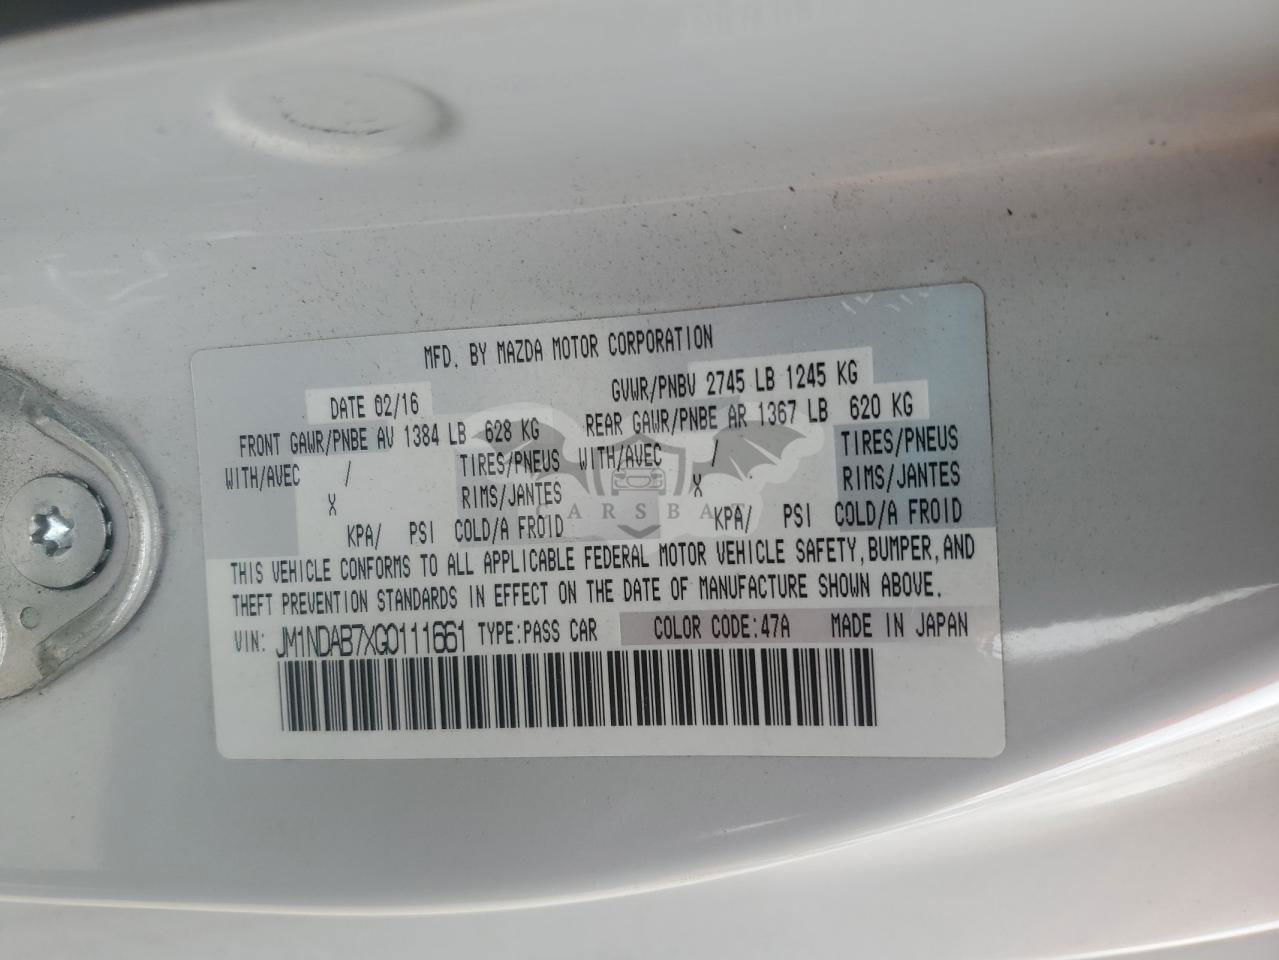 MFD. BY MAZDA MOTOR CORPORATION
DATE 02/16 GVWR/PNBV 2745 LB 1245 KG
FRONT GAWR/PNBE AV 1384 LB 628 KG REAR GAWR/PNBE AR 1367 LB 620 KG
WITH/AVEC / TIRES/PNEUS WITH/AVEC / TIRES/PNEUS
X RIMS/JANTES X RIMS/JANTES
KPA/ PSI COLD/A FROID KPA/ PSI COLD/A FROID
THIS VEHICLE CONFORMS TO ALL APPLICABLE FEDERAL MOTOR VEHICLE SAFETY, BUMPER, AND
THEFT PREVENTION STANDARDS IN EFFECT ON THE DATE OF MANUFACTURE SHOWN ABOVE.
VIN: JM1NDAB7XG0111661 TYPE:PASS CAR COLOR CODE:47A MADE IN JAPAN